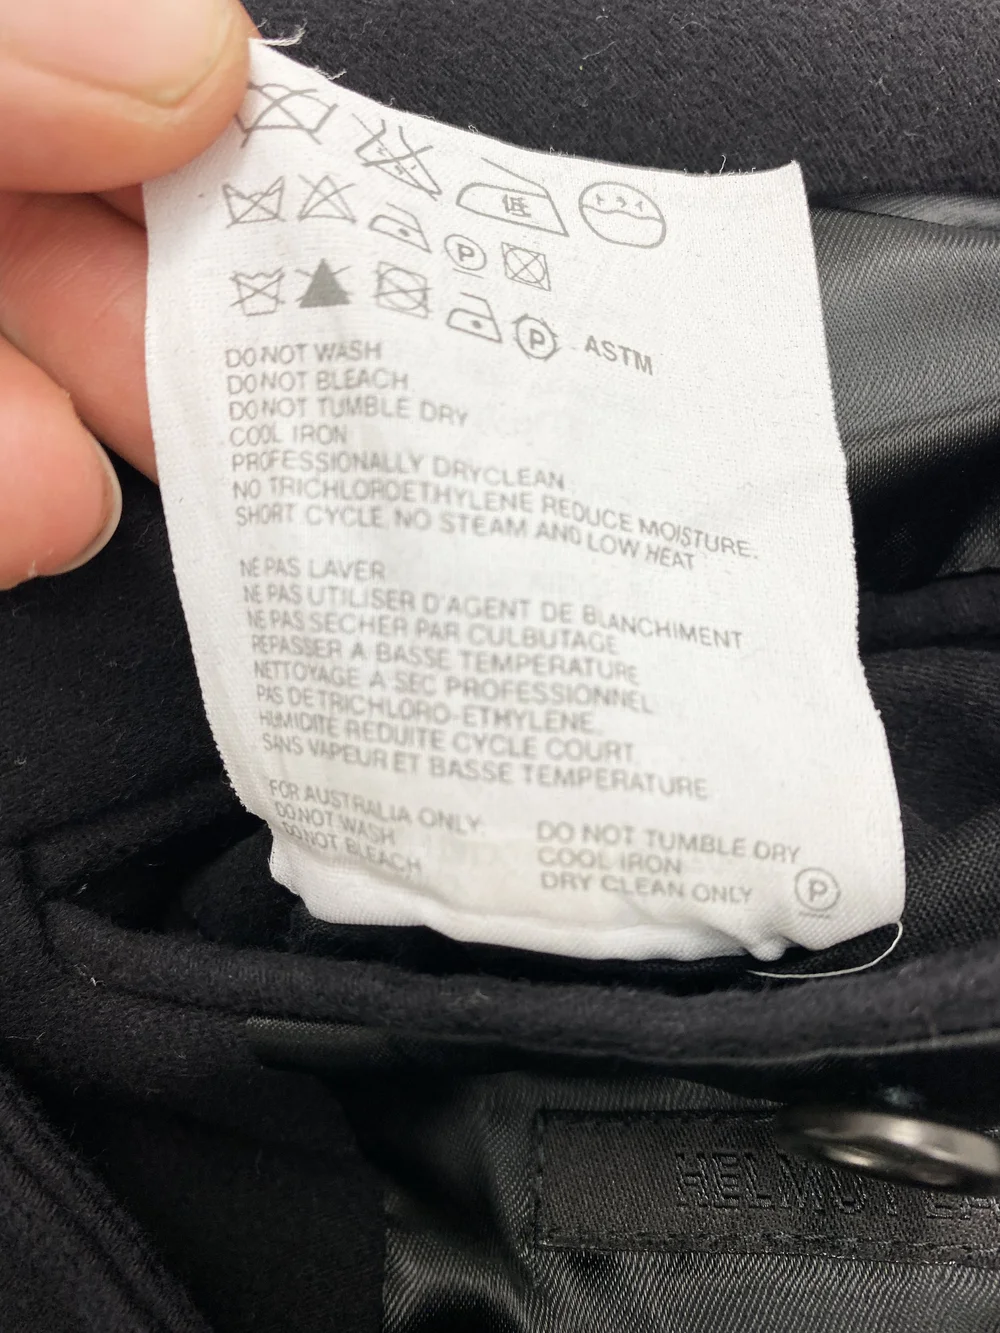 低 ドライ
P
P ASTM
DO NOT WASH
DO NOT BLEACH
DO NOT TUMBLE DRY
COOL IRON
PROFESSIONALLY DRYCLEAN
NO TRICHLOROETHYLENE REDUCE MOISTURE.
SHORT CYCLE NO STEAM AND LOW HEAT
NE PAS LAVER
NE PAS UTILISER D'AGENT DE BLANCHIMENT
NE PAS SECHER PAR CULBUTAGE
REPASSER A BASSE TEMPERATURE
NETTOYAGE A SEC PROFESSIONNEL
PAS DE TRICHLORO-ETHYLENE.
HUMIDITE REDUITE CYCLE COURT
SANS VAPEUR ET BASSE TEMPERATURE
FOR AUSTRALIA ONLY:
DO NOT WASH
DO NOT BLEACH
DO NOT TUMBLE DRY
COOL IRON
DRY CLEAN ONLY
P
HELMUT LA